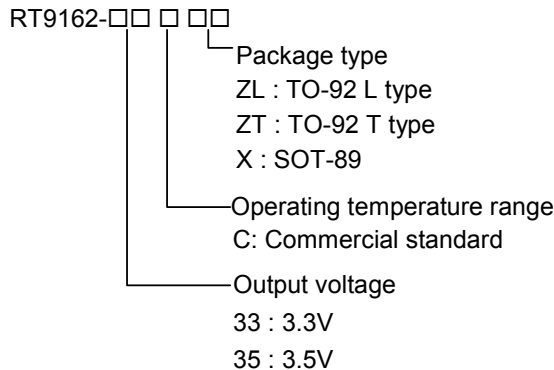 RT9162-□□ □ □□
Package type
ZL : TO-92 L type
ZT : TO-92 T type
X : SOT-89
Operating temperature range
C: Commercial standard
Output voltage
33 : 3.3V
35 : 3.5V